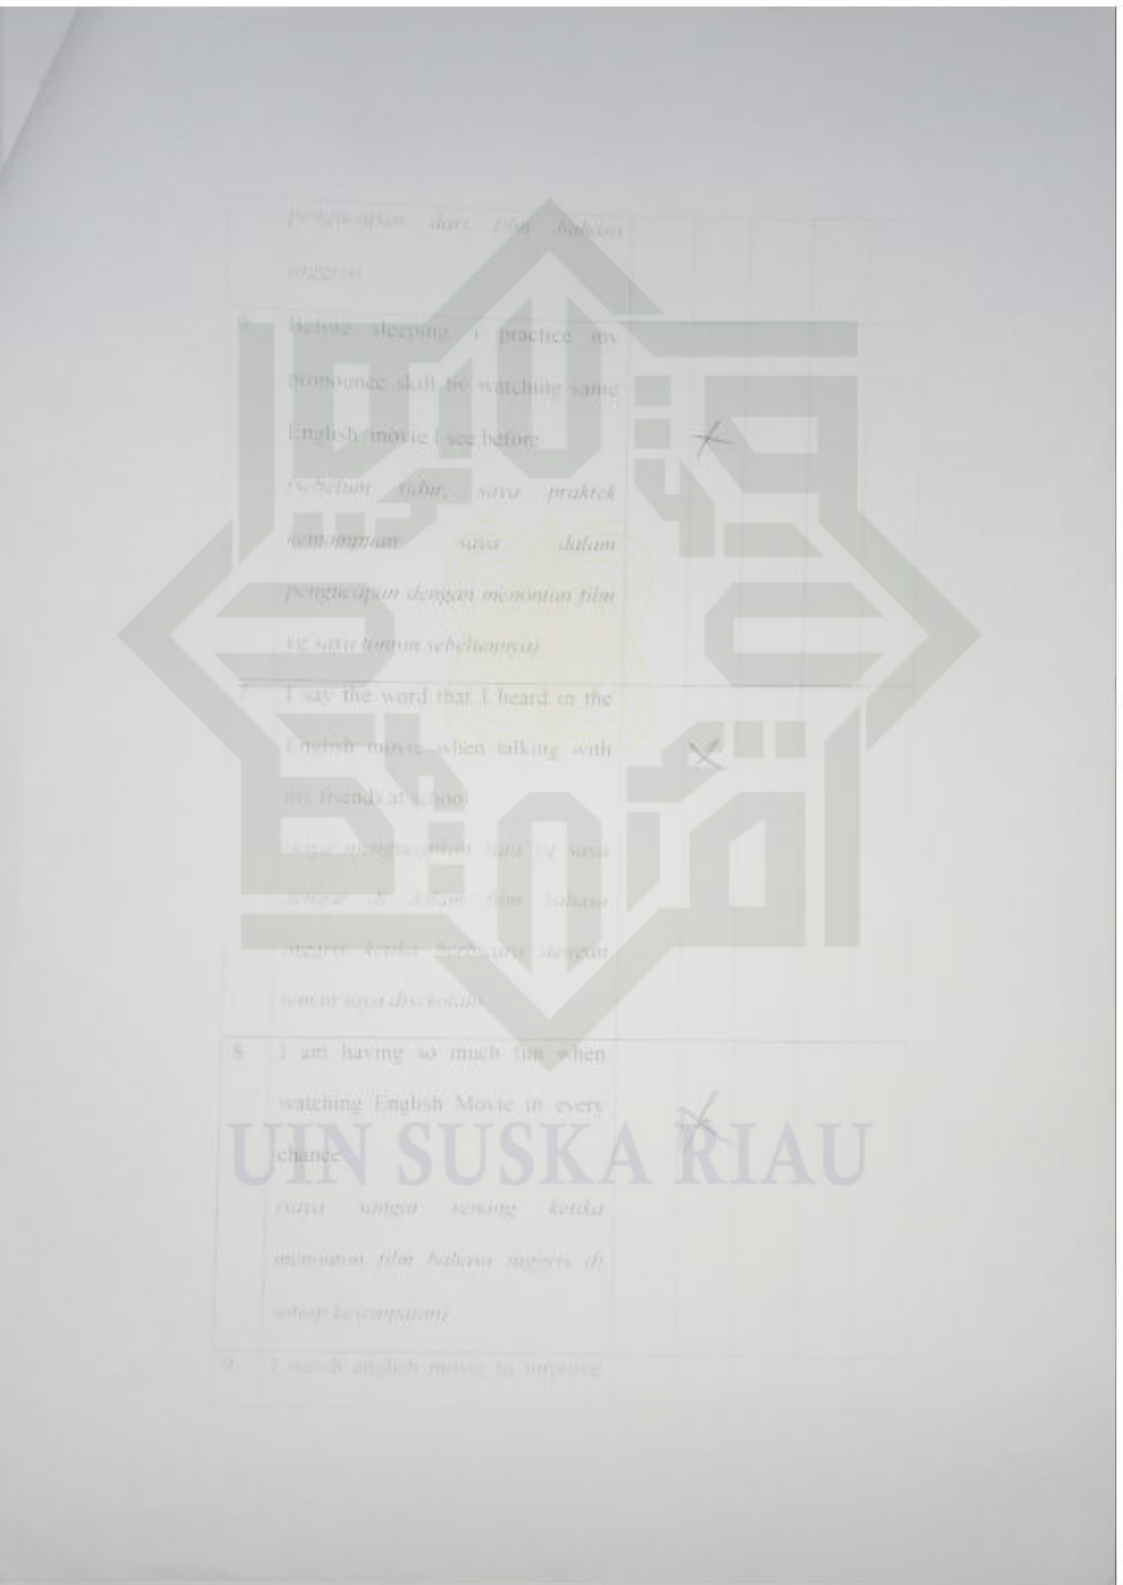 pengucapan dari film bahasa
inggris)
6. Before sleeping, i practice my
pronounce skill by watching same
English movie I see before
(sebelum tidur, saya praktek
kemampuan saya dalam
pengucapan dengan menonton film
yg saya tonton sebelumnya)
7. I say the word that I heard in the
English movie when talking with
my friends at school
(saya mengucapkan kata yg saya
dengar di dalam film bahasa
inggris ketika berbicara dengan
teman saya disekolah)
8. I am having so much fun when
watching English Movie in every
chance
UIN SUSKA RIAU
(saya sangat senang ketika
menonton film bahasa inggris di
setiap kesempatan)
9. I watch english movie to improve